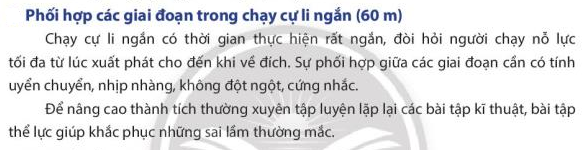 Phối hợp các giai đoạn trong chạy cự li ngắn (60 m)
Chạy cự li ngắn có thời gian thực hiện rất ngắn, đòi hỏi người chạy nỗ lực
tối đa từ lúc xuất phát cho đến khi về đích. Sự phối hợp giữa các giai đoạn cần có tính
uyển chuyển, nhịp nhàng, không đột ngột, cứng nhắc.
Để nâng cao thành tích thường xuyên tập luyện lặp lại các bài tập kĩ thuật, bài tập
thể lực giúp khắc phục những sai lầm thường mắc.